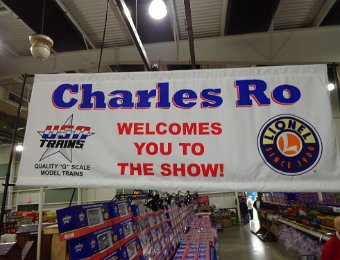 Charles Ro
USA
TRAINS
QUALITY "G" SCALE
MODEL TRAINS
WELCOMES
YOU TO
THE SHOW!
LIONEL
L
SINCE 1900